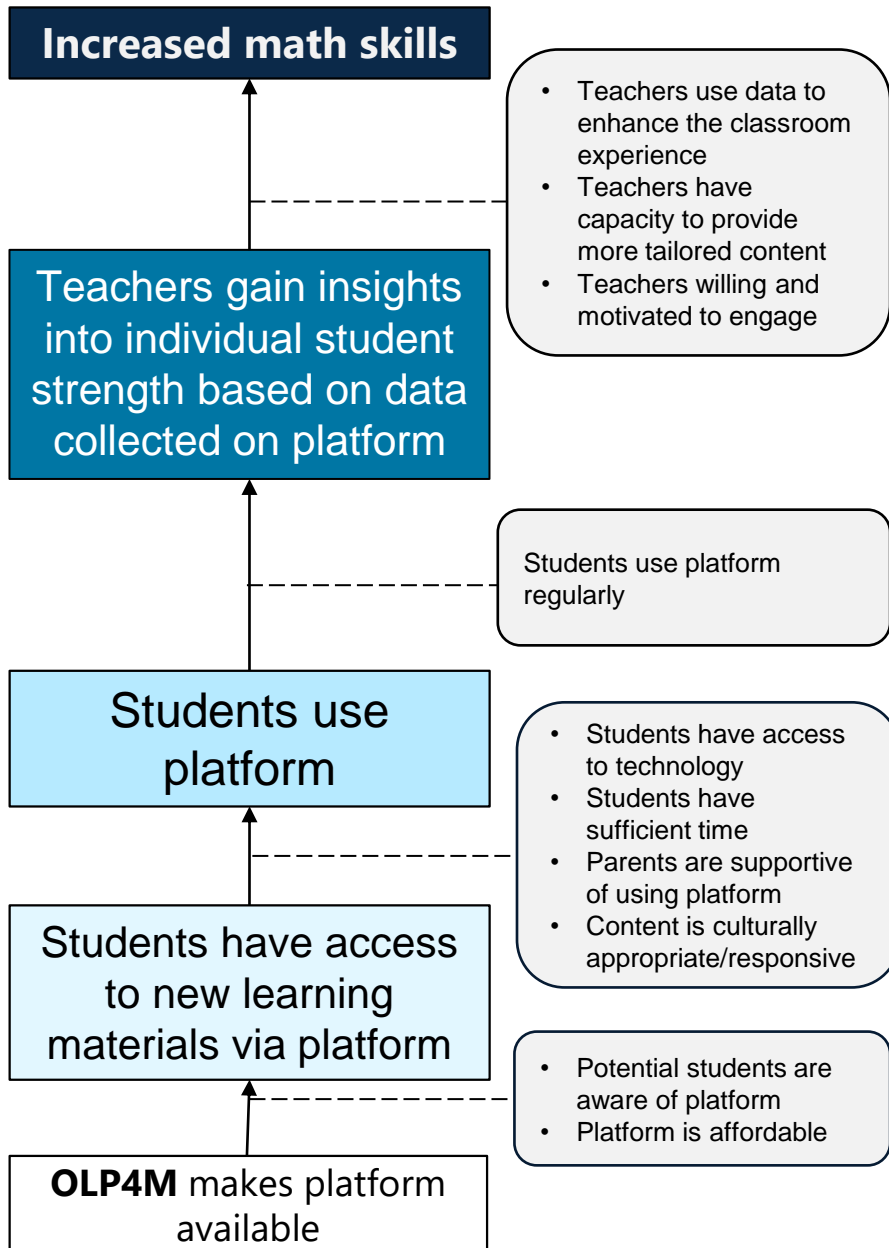 Increased math skills
• Teachers use data to
enhance the classroom
experience
• Teachers have
capacity to provide
more tailored content
• Teachers willing and
motivated to engage
Teachers gain insights
into individual student
strength based on data
collected on platform
Students use platform
regularly
Students use
platform
• Students have access
to technology
• Students have
sufficient time
• Parents are supportive
of using platform
• Content is culturally
appropriate/responsive
Students have access
to new learning
materials via platform
• Potential students are
aware of platform
• Platform is affordable
OLP4M makes platform
available